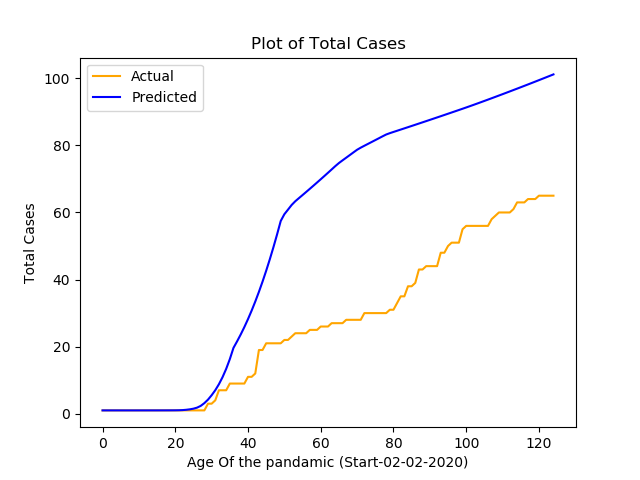 Plot of Total Cases
Actual
Predicted
Total Cases
100
80
60
40
20
0
0 20 40 60 80 100 120
Age Of the pandamic (Start-02-02-2020)